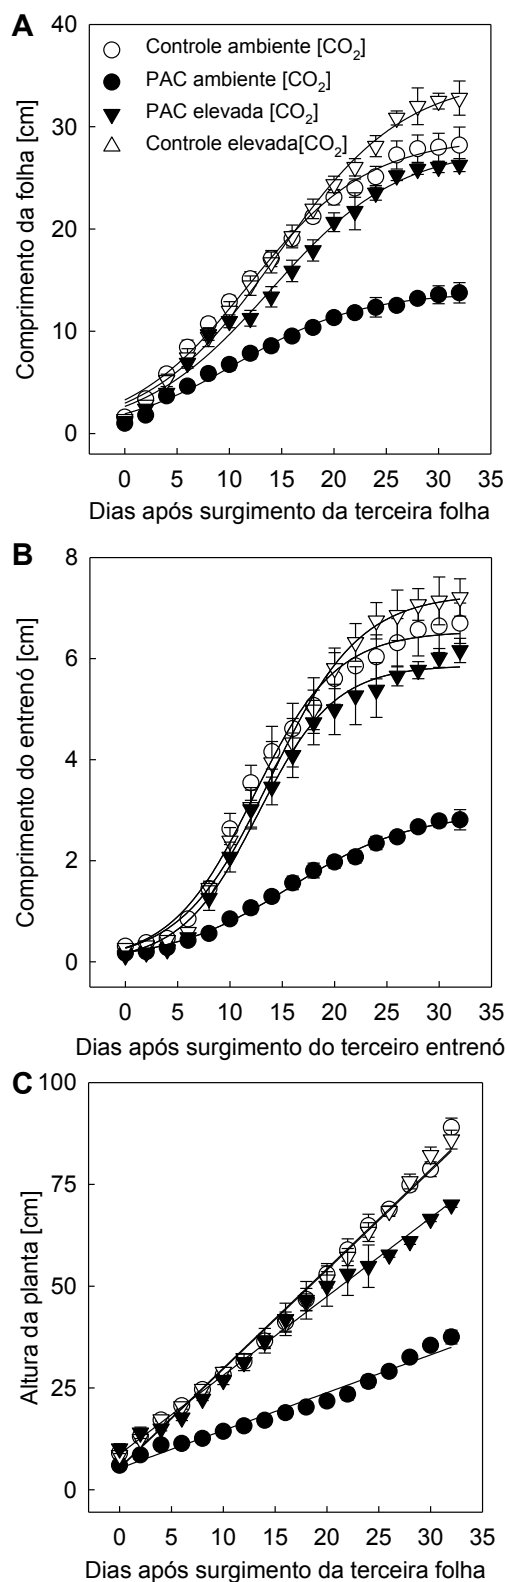 A
40
30
20
10
0
Comprimento da folha [cm]
Controle ambiente [CO2]
PAC ambiente [CO2]
PAC elevada [CO2]
Controle elevada[CO2]
0 5 10 15 20 25 30 35
Dias após surgimento da terceira folha
B
8
6
4
2
0
Comprimento do entrenó [cm]
0 5 10 15 20 25 30 35
Dias após surgimento do terceiro entrenó
C
100
75
50
25
0
Altura da planta [cm]
0 5 10 15 20 25 30 35
Dias após surgimento da terceira folha